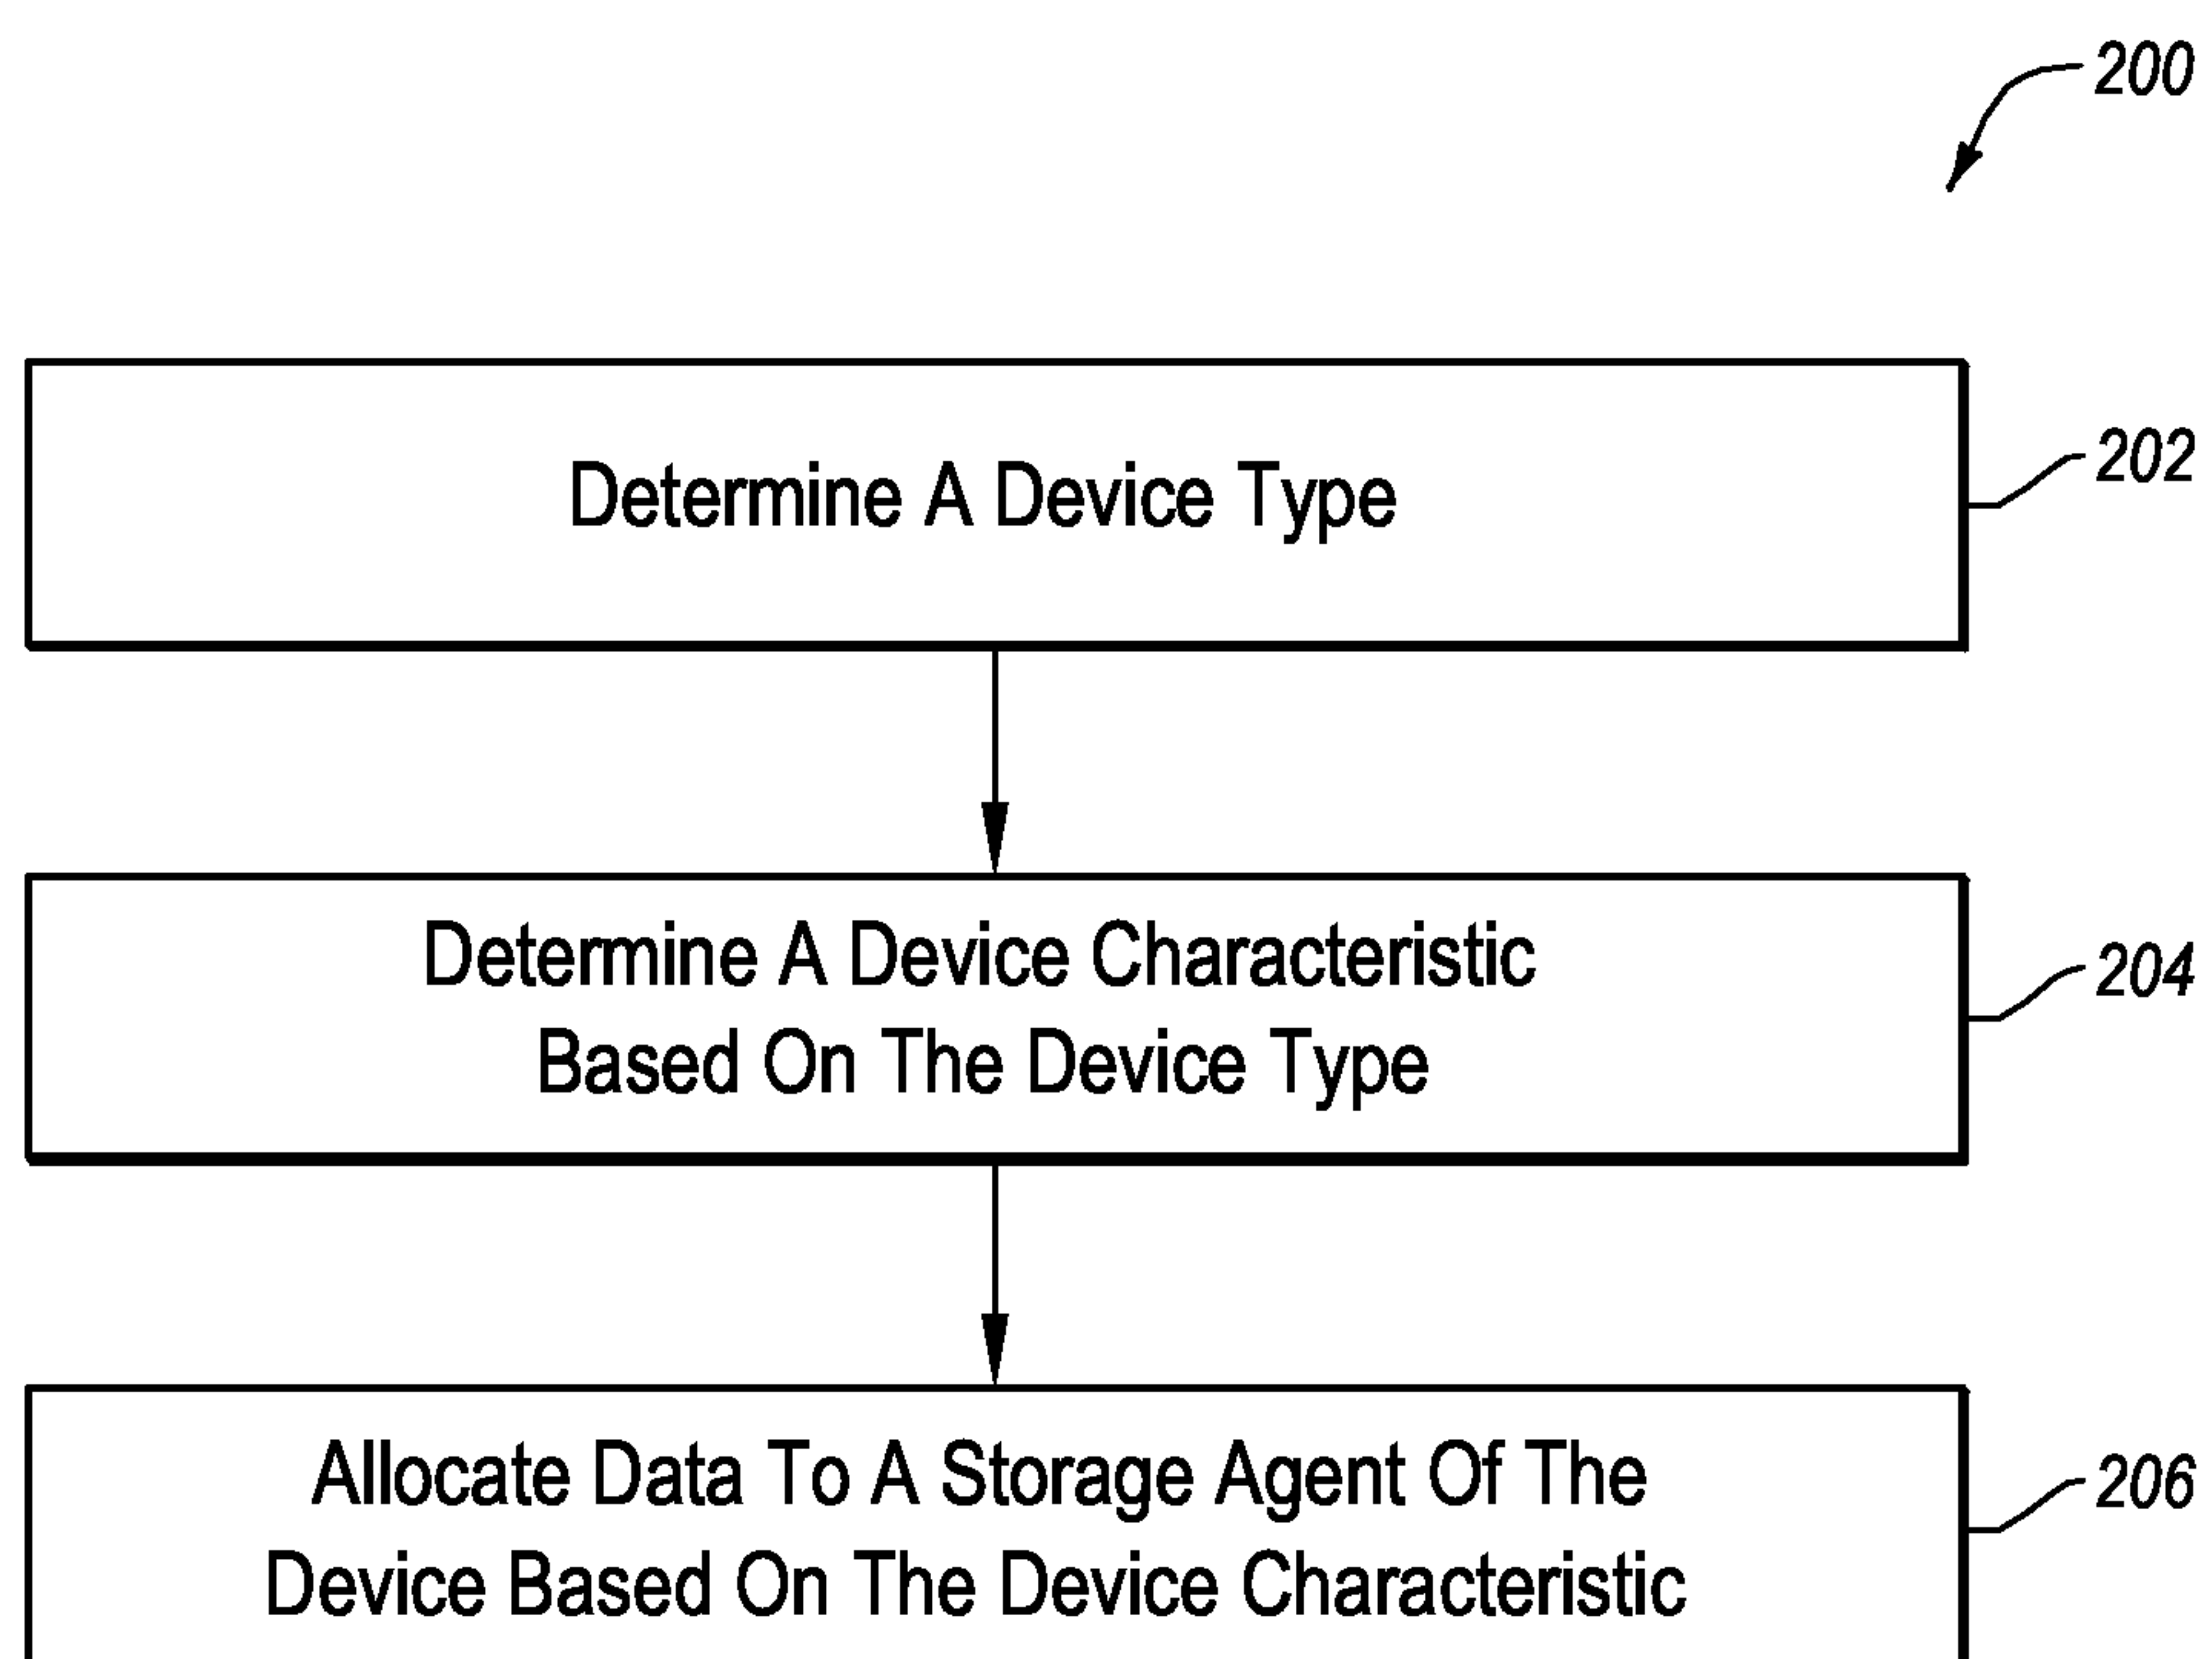 200
Determine A Device Type
202
Determine A Device Characteristic
Based On The Device Type
204
Allocate Data To A Storage Agent Of The
Device Based On The Device Characteristic
206